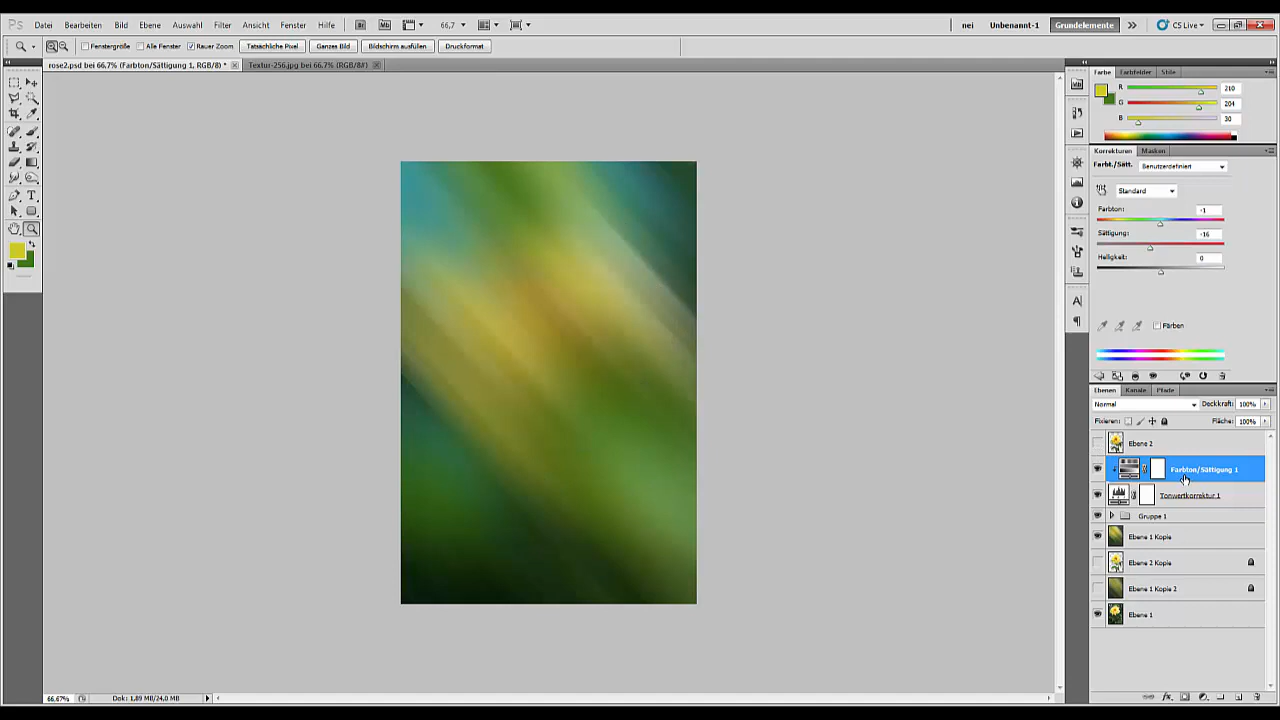 Ps Datei Bearbeiten Bild Ebene Auswahl Filter Ansicht Fenster Hilfe Br Mb 66,7 nei Unbenannt-1 Grundelemente CS Live
Fenstergröße Alle Fenster Rauer Zoom Tatsächliche Pixel Ganzes Bild Bildschirm ausfüllen Druckformat
rose2.psd bei 66,7% (Farbton/Sättigung 1, RGB/8) * Textur-256.jpg bei 66,7% (RGB/8#)
Farbe Farbfelder Stile
R 210
G 204
B 30
Korrekturen Masken
Farbt./Sätt. Benutzerdefiniert
Standard
Farbton: -1
Sättigung: -16
Helligkeit: 0
Färben
Ebenen Kanäle Pfade
Normal Deckkraft: 100%
Fixieren: Fläche: 100%
Ebene 2
Farbton/Sättigung 1
Tonwertkorrektur 1
Gruppe 1
Ebene 1 Kopie
Ebene 2 Kopie
Ebene 1 Kopie 2
Ebene 1
66,67% Dok: 1,89 MB/24,0 MB